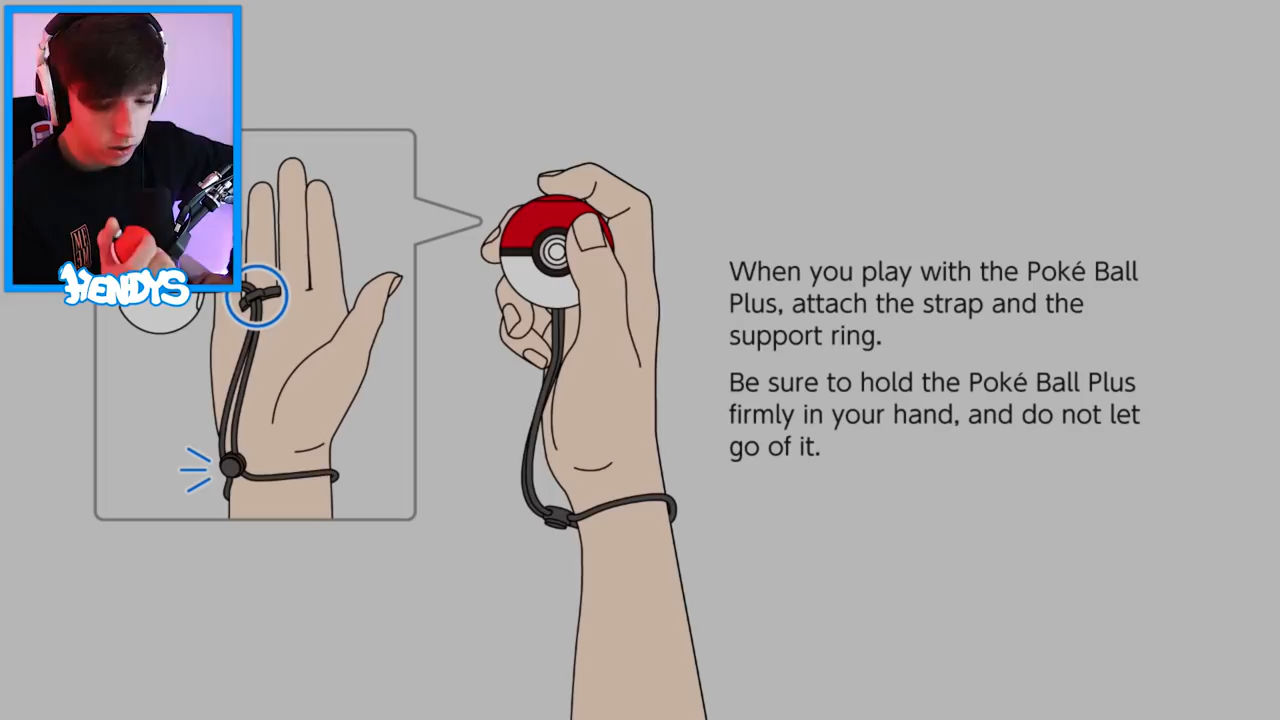 HENDYS
When you play with the Poké Ball
Plus, attach the strap and the
support ring.
Be sure to hold the Poké Ball Plus
firmly in your hand, and do not let
go of it.